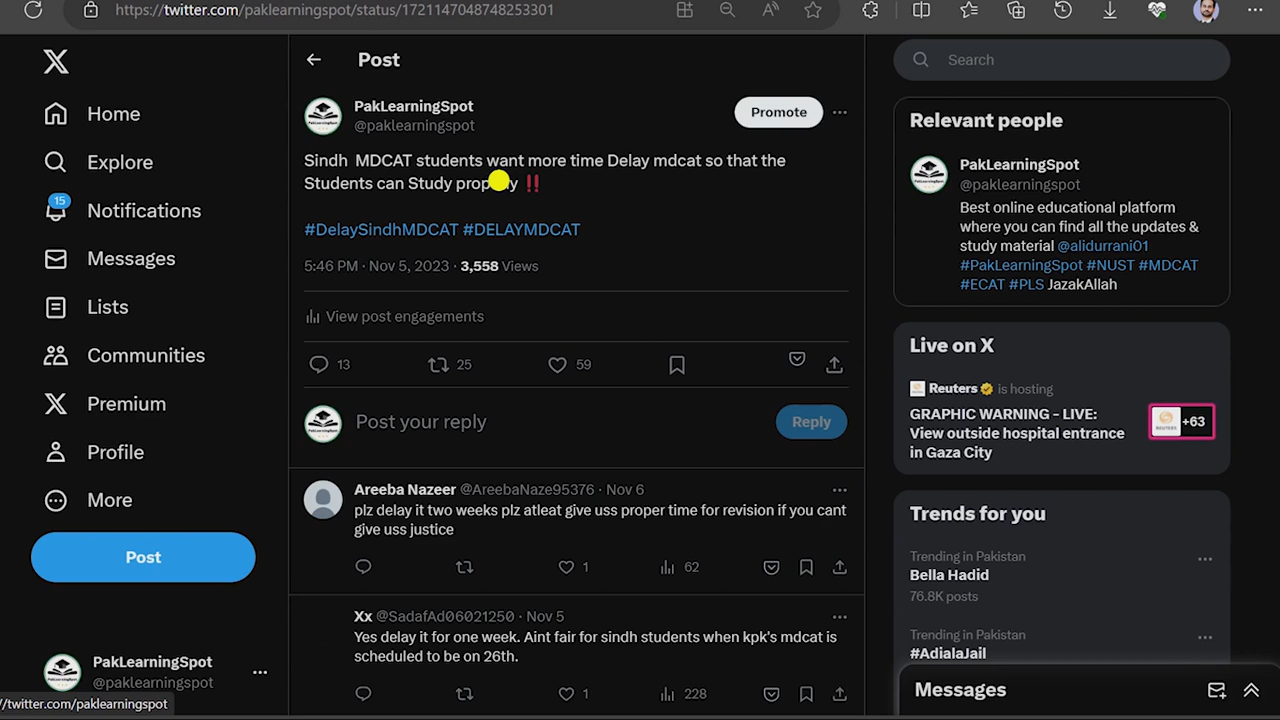 https://twitter.com/paklearningspot/status/1721147048748253301
Home
Explore
15
Notifications
Messages
Lists
Communities
Premium
Profile
More
Post
PakLearningSpot
@paklearningspot
//twitter.com/paklearningspot
Post
PakLearningSpot
@paklearningspot
Promote
Sindh MDCAT students want more time Delay mdcat so that the
Students can Study ‼
#DelaySindhMDCAT #DELAYMDCAT
5:46 PM · Nov 5, 2023 · 3,558 Views
View post engagements
13 25 59
Post your reply
Reply
Areeba Nazeer @AreebaNaze95376 · Nov 6
plz delay it two weeks plz atleat give uss proper time for revision if you cant
give uss justice
1 62
Xx @SadafAd06021250 · Nov 5
Yes delay it for one week. Aint fair for sindh students when kpk's mdcat is
scheduled to be on 26th.
1 228
Search
Relevant people
PakLearningSpot
@paklearningspot
Best online educational platform
where you can find all the updates &
study material @alidurrani01
#PakLearningSpot #NUST #MDCAT
#ECAT #PLS JazakAllah
Live on X
Reuters is hosting
GRAPHIC WARNING - LIVE:
View outside hospital entrance
in Gaza City
REUTERS
+63
Trends for you
Trending in Pakistan
Bella Hadid
76.8K posts
Trending in Pakistan
#AdialaJail
Messages